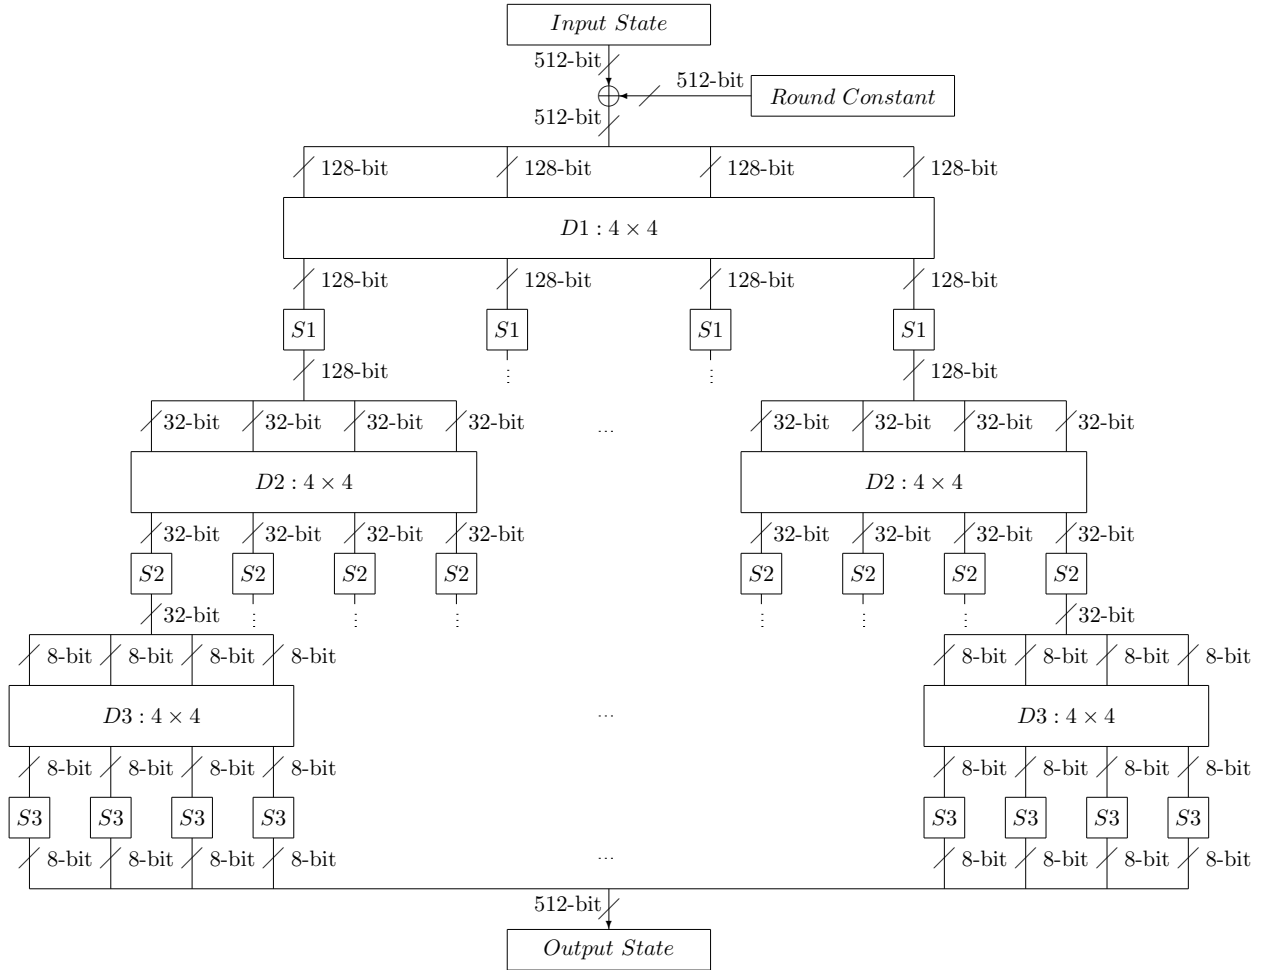 Input State
512-bit
512-bit
Round Constant
512-bit
128-bit 128-bit 128-bit 128-bit
D1 : 4 × 4
128-bit 128-bit 128-bit 128-bit
S1 S1 S1 S1
128-bit ⋮ ⋮ 128-bit
32-bit 32-bit 32-bit 32-bit ... 32-bit 32-bit 32-bit 32-bit
D2 : 4 × 4 D2 : 4 × 4
32-bit 32-bit 32-bit 32-bit 32-bit 32-bit 32-bit 32-bit
S2 S2 S2 S2 S2 S2 S2 S2
32-bit ⋮ ⋮ ⋮ ⋮ ⋮ ⋮ 32-bit
8-bit 8-bit 8-bit 8-bit 8-bit 8-bit 8-bit 8-bit
D3 : 4 × 4 ... D3 : 4 × 4
8-bit 8-bit 8-bit 8-bit 8-bit 8-bit 8-bit 8-bit
S3 S3 S3 S3 S3 S3 S3 S3
8-bit 8-bit 8-bit 8-bit ... 8-bit 8-bit 8-bit 8-bit
512-bit
Output State